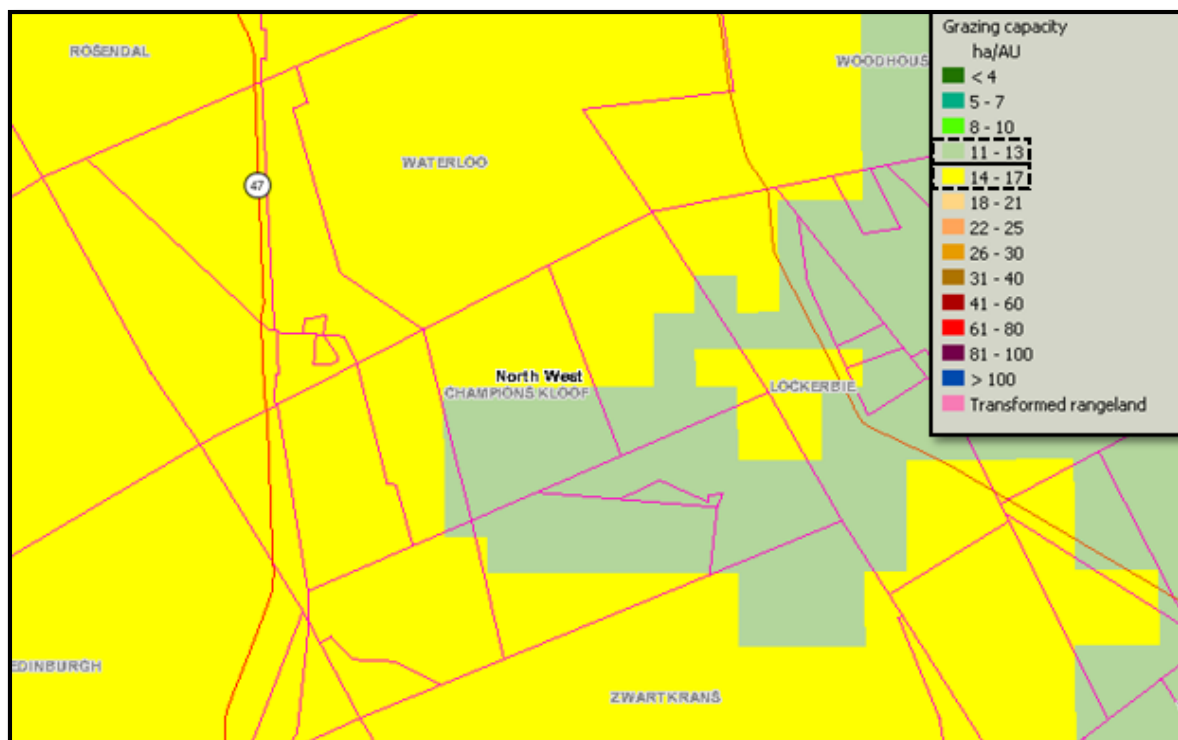 ROSENDAL
WOODHOUS
WATERLOO
47
North West
CHAMPIONS KLOOF
LOCKERBIE
EDINBURGH
ZWARTKRANS
Grazing capacity
ha/AU
< 4
5 - 7
8 - 10
11 - 13
14 - 17
18 - 21
22 - 25
26 - 30
31 - 40
41 - 60
61 - 80
81 - 100
> 100
Transformed rangeland